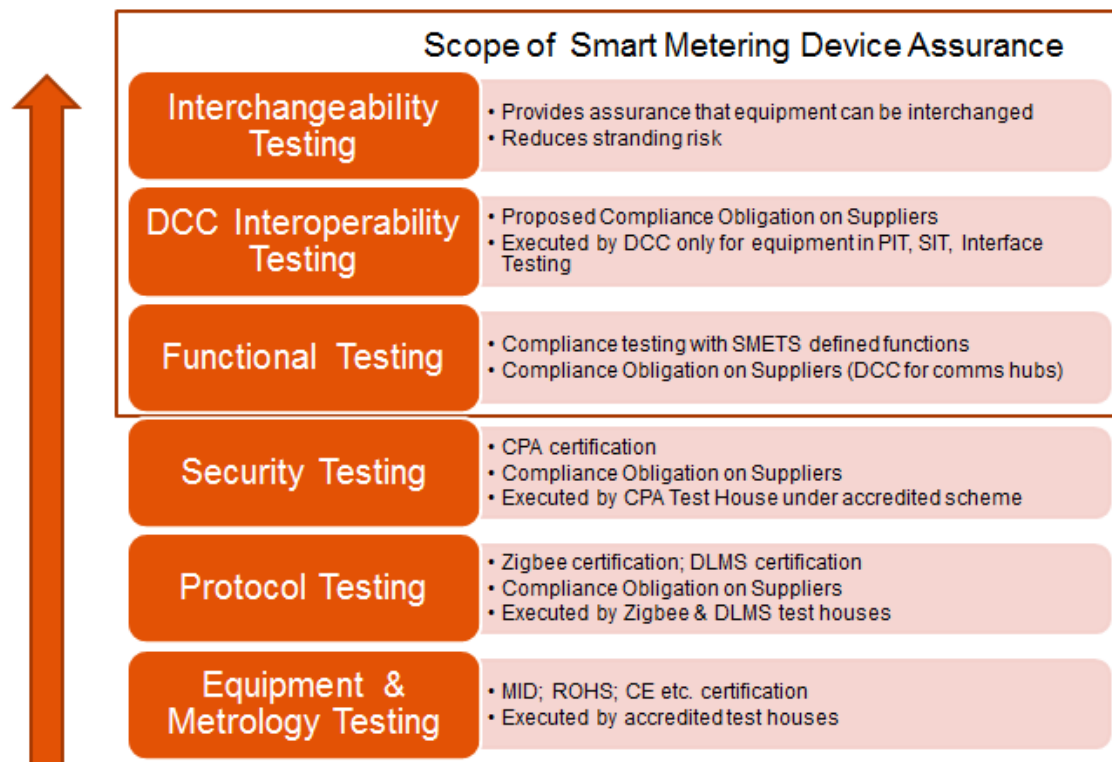 Scope of Smart Metering Device Assurance
Interchangeability
Testing
• Provides assurance that equipment can be interchanged
• Reduces stranding risk
DCC Interoperability
Testing
• Proposed Compliance Obligation on Suppliers
• Executed by DCC only for equipment in PIT, SIT, Interface
Testing
Functional Testing
• Compliance testing with SMETS defined functions
• Compliance Obligation on Suppliers (DCC for comms hubs)
Security Testing
• CPA certification
• Compliance Obligation on Suppliers
• Executed by CPA Test House under accredited scheme
Protocol Testing
• Zigbee certification; DLMS certification
• Compliance Obligation on Suppliers
• Executed by Zigbee & DLMS test houses
Equipment &
Metrology Testing
• MID; ROHS; CE etc. certification
• Executed by accredited test houses